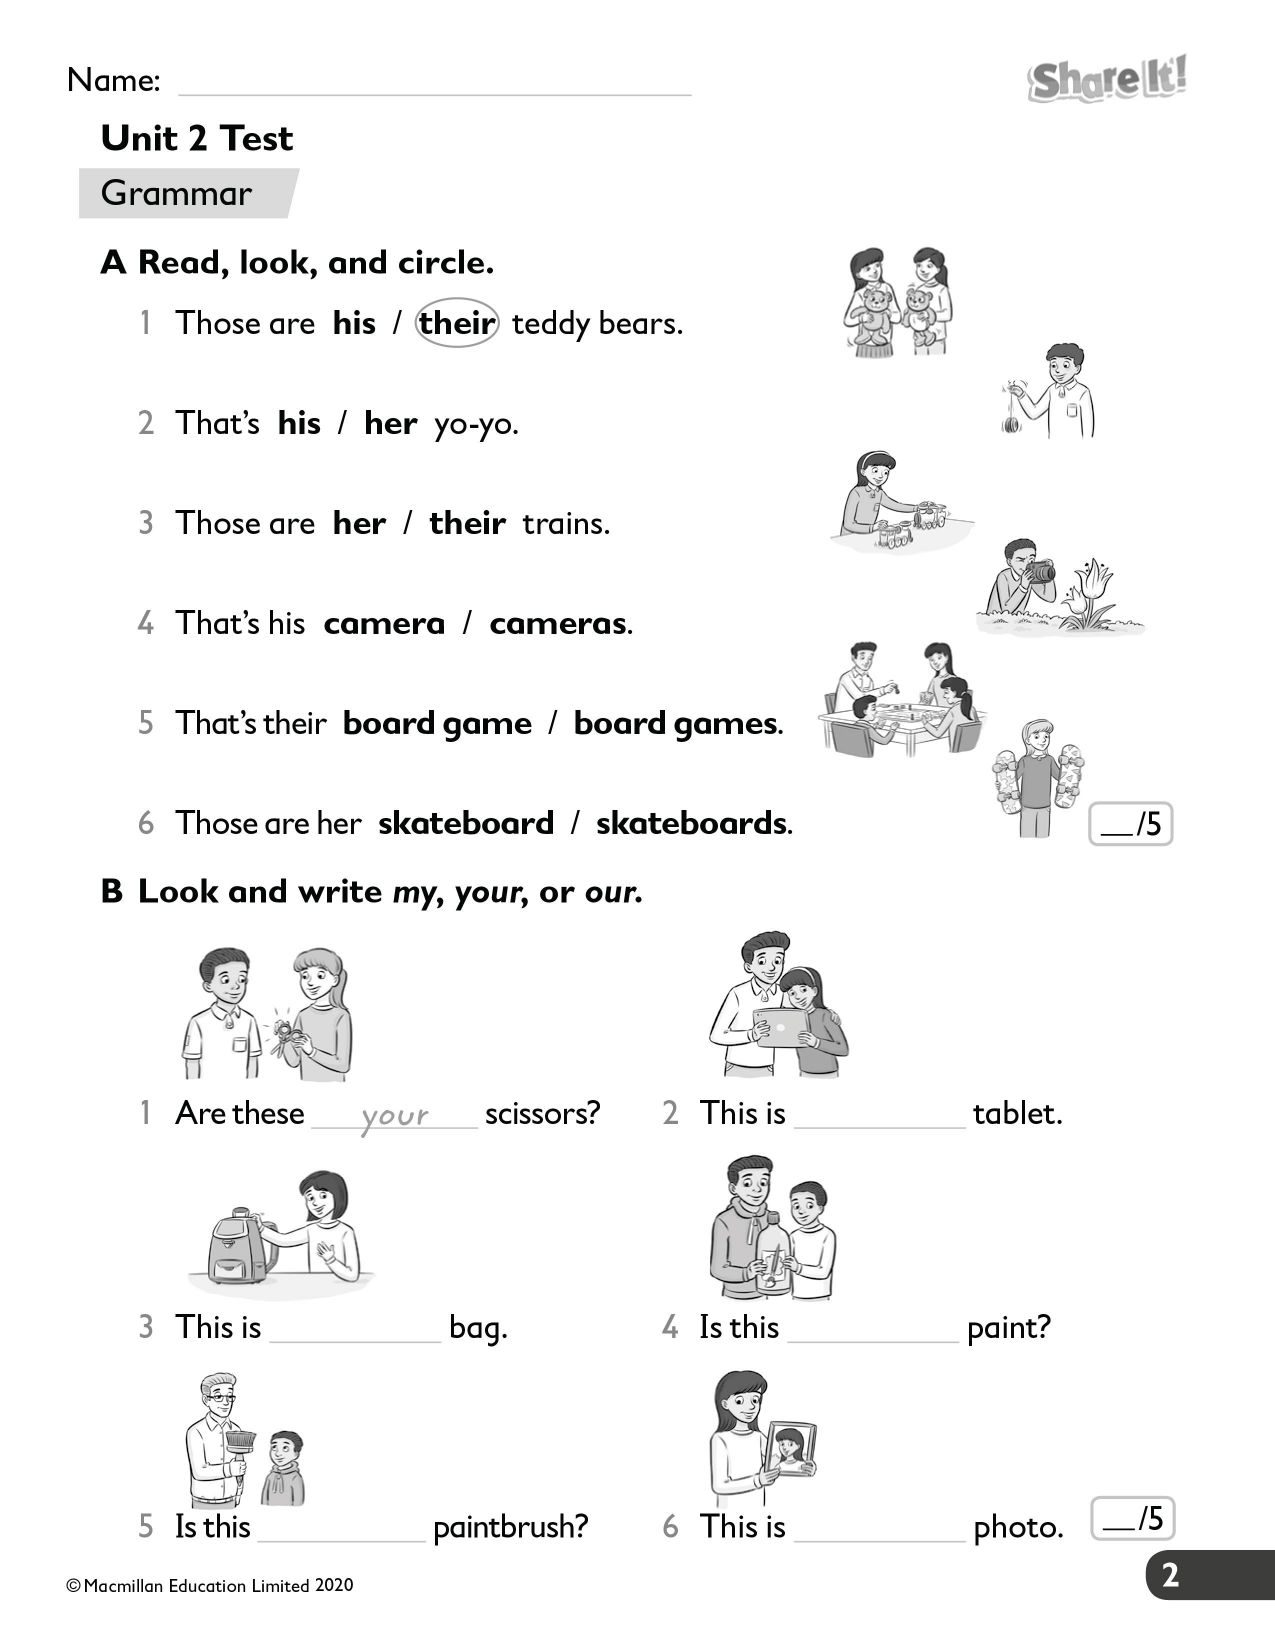 Name:
Share It!
Unit 2 Test
Grammar
A Read, look, and circle.
1 Those are his / their teddy bears.
2 That's his / her yo-yo.
3 Those are her / their trains.
4 That's his camera / cameras.
5 That's their board game / board games.
6 Those are her skateboard / skateboards.
__/5
B Look and write my, your, or our.
1 Are these your scissors?
2 This is __________ tablet.
3 This is __________ bag.
4 Is this __________ paint?
5 Is this __________ paintbrush?
6 This is __________ photo.
__/5
© Macmillan Education Limited 2020
2